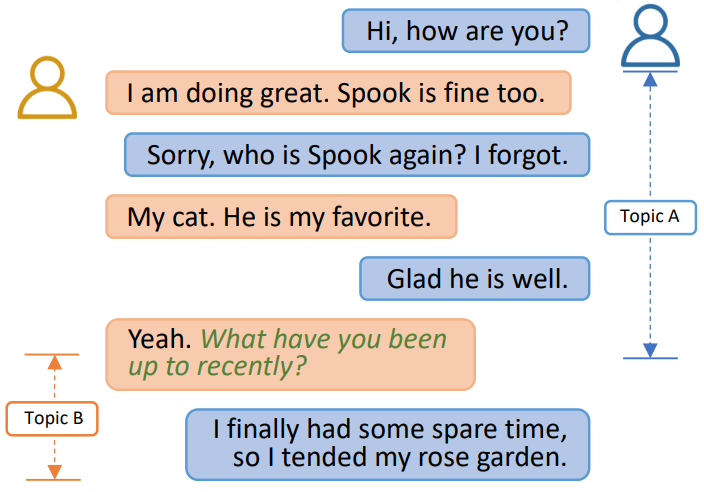 Hi, how are you?
I am doing great. Spook is fine too.
Sorry, who is Spook again? I forgot.
My cat. He is my favorite.
Topic A
Glad he is well.
Yeah. What have you been
up to recently?
Topic B
I finally had some spare time,
so I tended my rose garden.